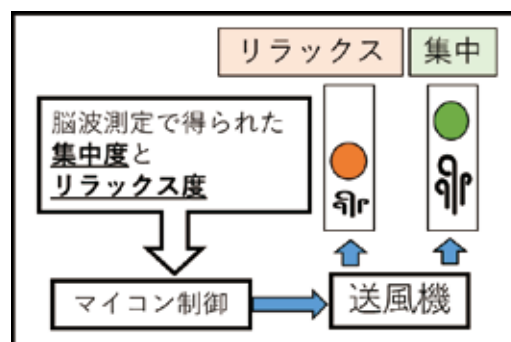 リラックス
集中
脳波測定で得られた
集中度と
リラックス度
マイコン制御
送風機